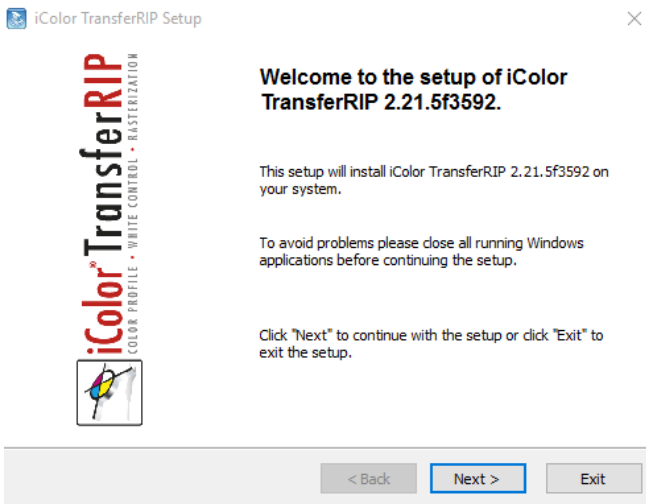 iColor TransferRIP Setup
iColor® TransferRIP
COLOR PROFILE • WHITE CONTROL • RASTERIZATION
Welcome to the setup of iColor
TransferRIP 2.21.5f3592.
This setup will install iColor TransferRIP 2.21.5f3592 on
your system.
To avoid problems please close all running Windows
applications before continuing the setup.
Click "Next" to continue with the setup or click "Exit" to
exit the setup.
< Back
Next >
Exit